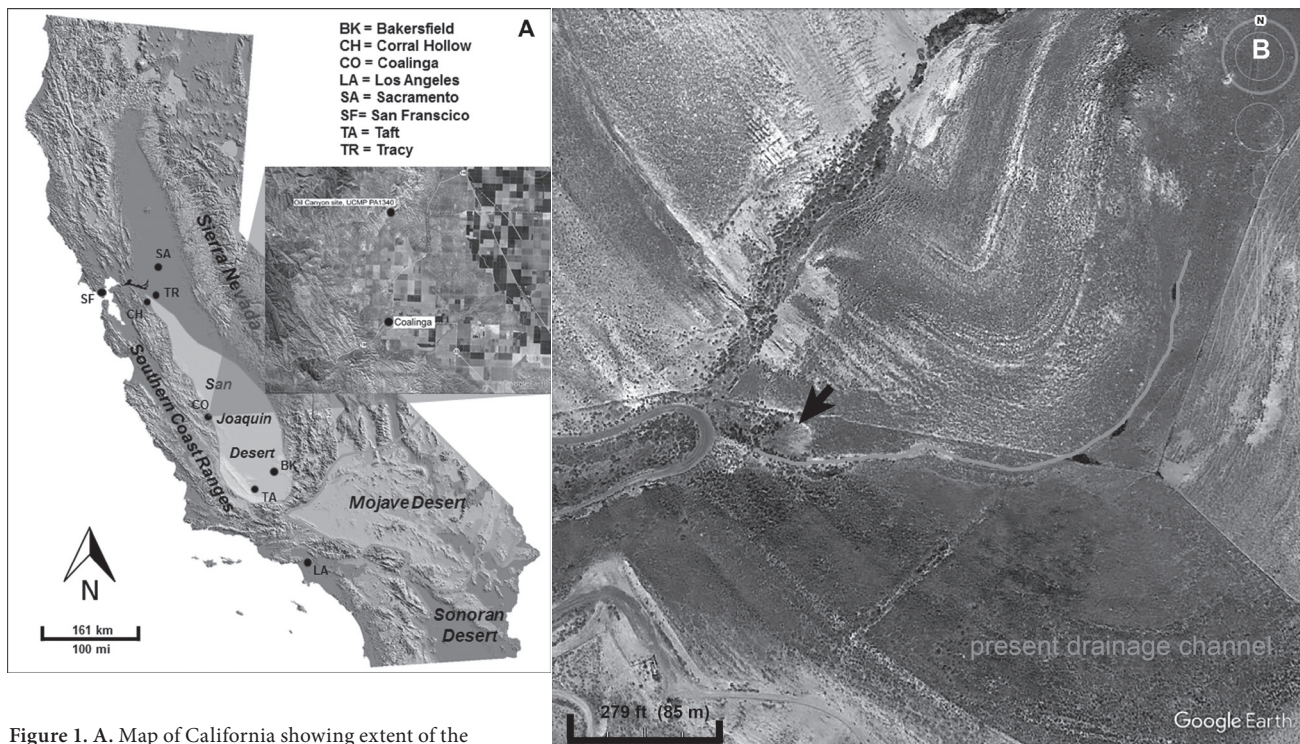 A
BK = Bakersfield
CH = Corral Hollow
CO = Coalinga
LA = Los Angeles
SA = Sacramento
SF= San Franscico
TA = Taft
TR = Tracy
Oil Canyon site, UCMP PA1340
Coalinga
Sierra Nevada
SA
SF
TR
CH
Southern Coast Ranges
San
CO
Joaquin
Desert
BK
TA
Mojave Desert
LA
N
161 km
100 mi
Sonoran
Desert
N
B
present drainage channel
279 ft (85 m)
Google Earth
Figure 1. A. Map of California showing extent of the